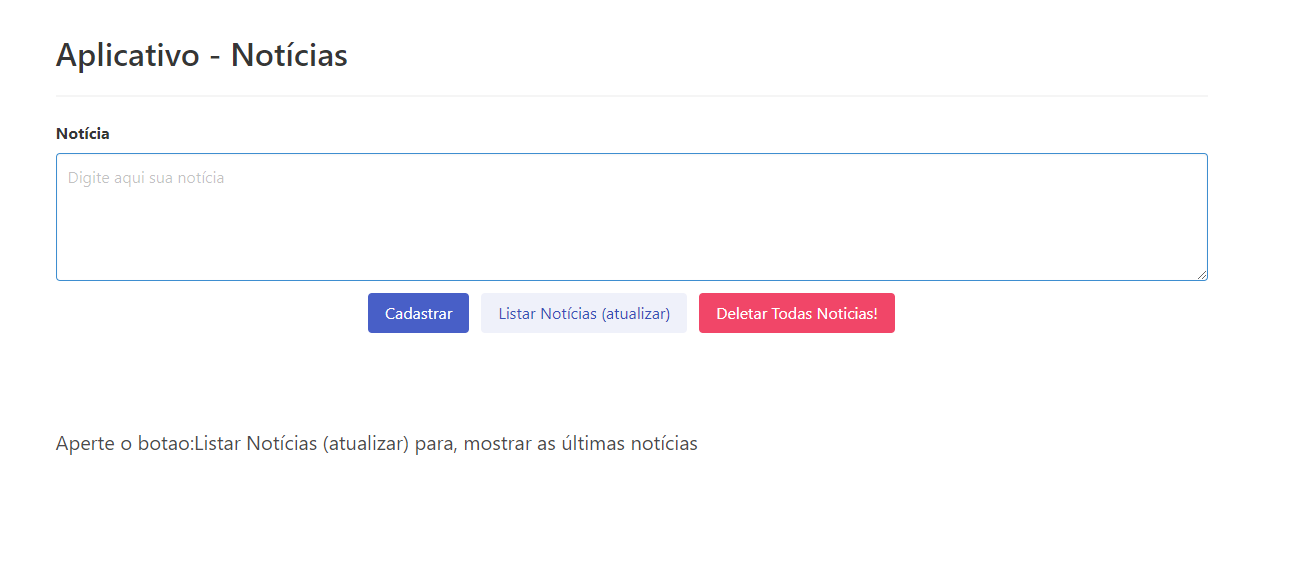 Aplicativo - Notícias
Notícia
Digite aqui sua notícia
Cadastrar
Listar Notícias (atualizar)
Deletar Todas Noticias!
Aperte o botao:Listar Notícias (atualizar) para, mostrar as últimas notícias